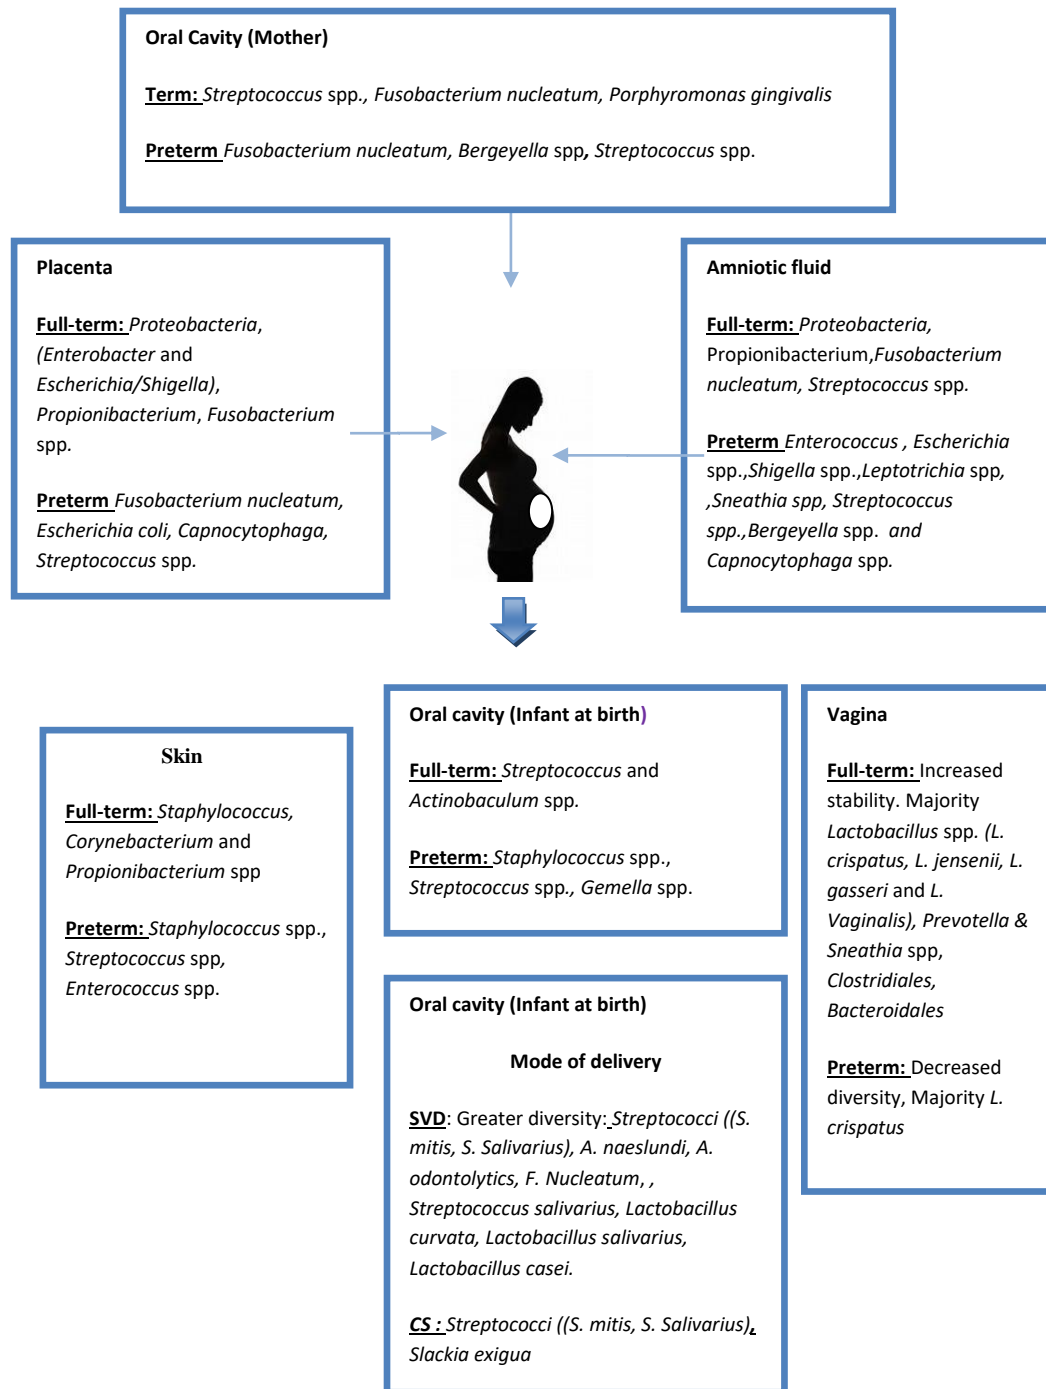 Oral Cavity (Mother)
Term: Streptococcus spp., Fusobacterium nucleatum, Porphyromonas gingivalis
Preterm Fusobacterium nucleatum, Bergeyella spp, Streptococcus spp.
Placenta
Full-term: Proteobacteria,
(Enterobacter and
Escherichia/Shigella),
Propionibacterium, Fusobacterium
spp.
Preterm Fusobacterium nucleatum,
Escherichia coli, Capnocytophaga,
Streptococcus spp.
Amniotic fluid
Full-term: Proteobacteria,
Propionibacterium,Fusobacterium
nucleatum, Streptococcus spp.
Preterm Enterococcus , Escherichia
spp.,Shigella spp.,Leptotrichia spp,
,Sneathia spp, Streptococcus
spp.,Bergeyella spp. and
Capnocytophaga spp.
Skin
Full-term: Staphylococcus,
Corynebacterium and
Propionibacterium spp
Preterm: Staphylococcus spp.,
Streptococcus spp,
Enterococcus spp.
Oral cavity (Infant at birth)
Full-term: Streptococcus and
Actinobaculum spp.
Preterm: Staphylococcus spp.,
Streptococcus spp., Gemella spp.
Oral cavity (Infant at birth)
Mode of delivery
SVD: Greater diversity: Streptococci ((S.
mitis, S. Salivarius), A. naeslundi, A.
odontolytics, F. Nucleatum, ,
Streptococcus salivarius, Lactobacillus
curvata, Lactobacillus salivarius,
Lactobacillus casei.
CS : Streptococci ((S. mitis, S. Salivarius),
Slackia exigua
Vagina
Full-term: Increased
stability. Majority
Lactobacillus spp. (L.
crispatus, L. jensenii, L.
gasseri and L.
Vaginalis), Prevotella &
Sneathia spp,
Clostridiales,
Bacteroidales
Preterm: Decreased
diversity, Majority L.
crispatus